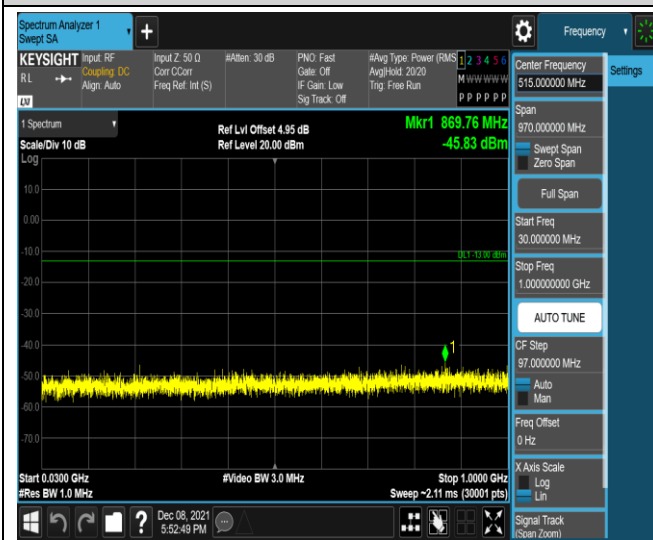 Spectrum Analyzer 1
Swept SA
+
Frequency
KEYSIGHT
RL
LXI
Input: RF
Coupling: DC
Align: Auto
Input Z: 50 Ω
Corr CCorr
Freq Ref: Int (S)
#Atten: 30 dB
PNO: Fast
Gate: Off
IF Gain: Low
Sig Track: Off
#Avg Type: Power (RMS
Avg|Hold: 20/20
Trig: Free Run
1 2 3 4 5 6
M W W W W W
P P P P P P
1 Spectrum
Scale/Div 10 dB
Log
Ref Lvl Offset 4.95 dB
Ref Level 20.00 dBm
Mkr1 869.76 MHz
-45.83 dBm
10.0
0.00
-10.0
DL1 -13.00 dBm
-20.0
-30.0
-40.0
1
-50.0
-60.0
-70.0
Start 0.0300 GHz
#Res BW 1.0 MHz
#Video BW 3.0 MHz
Stop 1.0000 GHz
Sweep ~2.11 ms (30001 pts)
?
Dec 08, 2021
5:52:49 PM
Center Frequency
515.000000 MHz
Settings
Span
970.000000 MHz
Swept Span
Zero Span
Full Span
Start Freq
30.000000 MHz
Stop Freq
1.000000000 GHz
AUTO TUNE
CF Step
97.000000 MHz
Auto
Man
Freq Offset
0 Hz
X Axis Scale
Log
Lin
Signal Track
(Span Zoom)